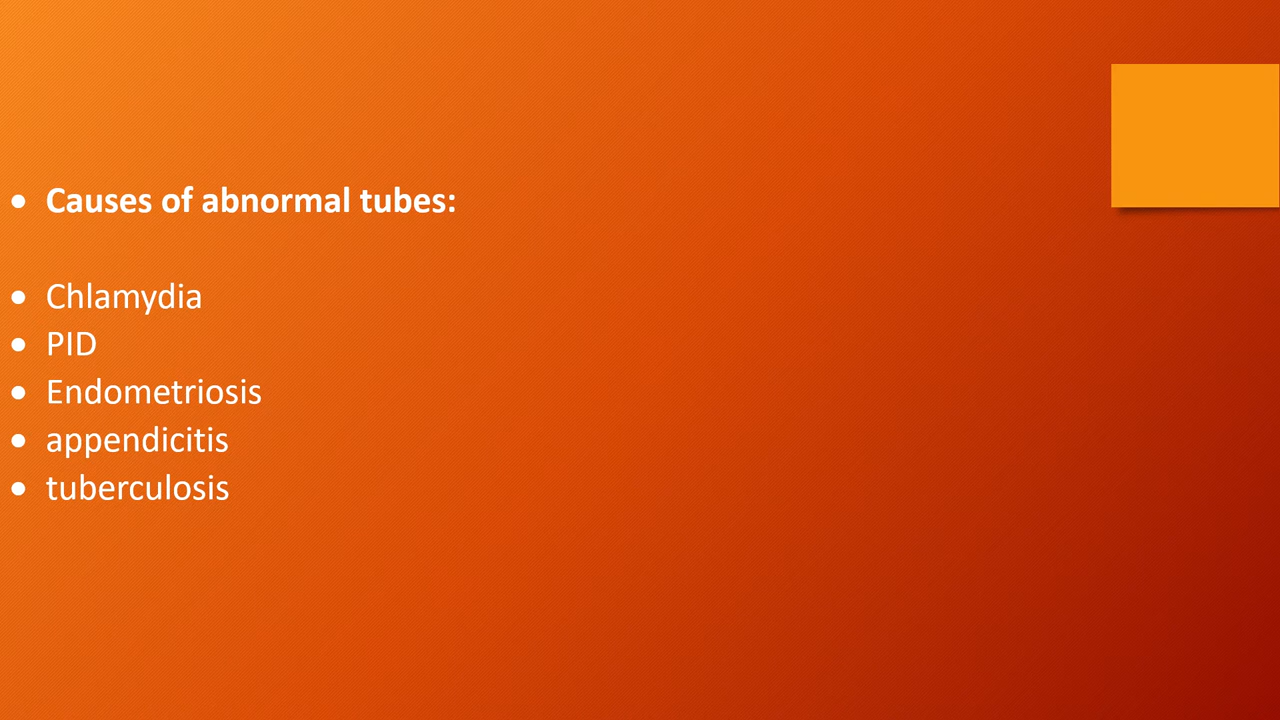 • Causes of abnormal tubes:
• Chlamydia
• PID
• Endometriosis
• appendicitis
• tuberculosis